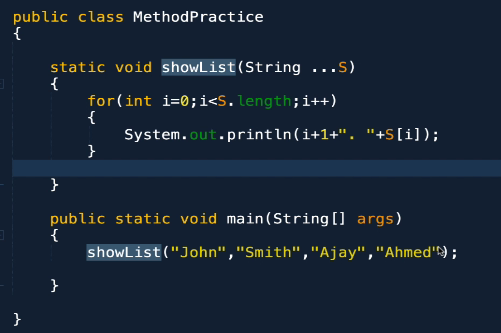 public class MethodPractice
{
static void showList(String ...S)
{
for(int i=0;i<S.length;i++)
{
System.out.println(i+1+". "+S[i]);
}
}
public static void main(String[] args)
{
showList("John","Smith","Ajay","Ahmed");
}
}